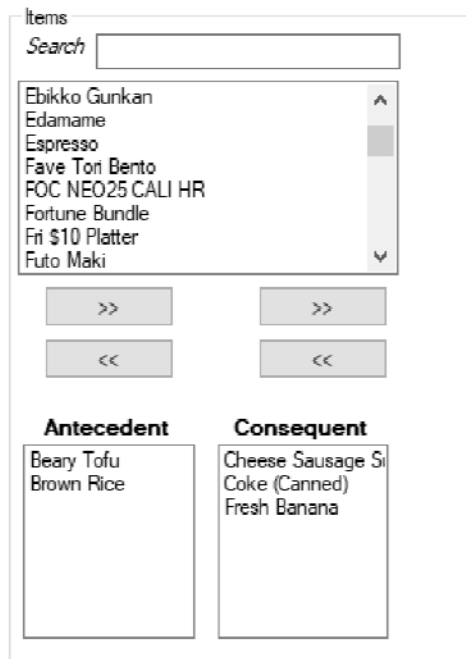 Items
Search
Ebikko Gunkan
Edamame
Espresso
Fave Tori Bento
FOC NEO25 CALI HR
Fortune Bundle
Fri $10 Platter
Futo Maki
>> >>
<< <<
Antecedent Consequent
Beary Tofu Cheese Sausage
Brown Rice Coke (Canned)
Fresh Banana